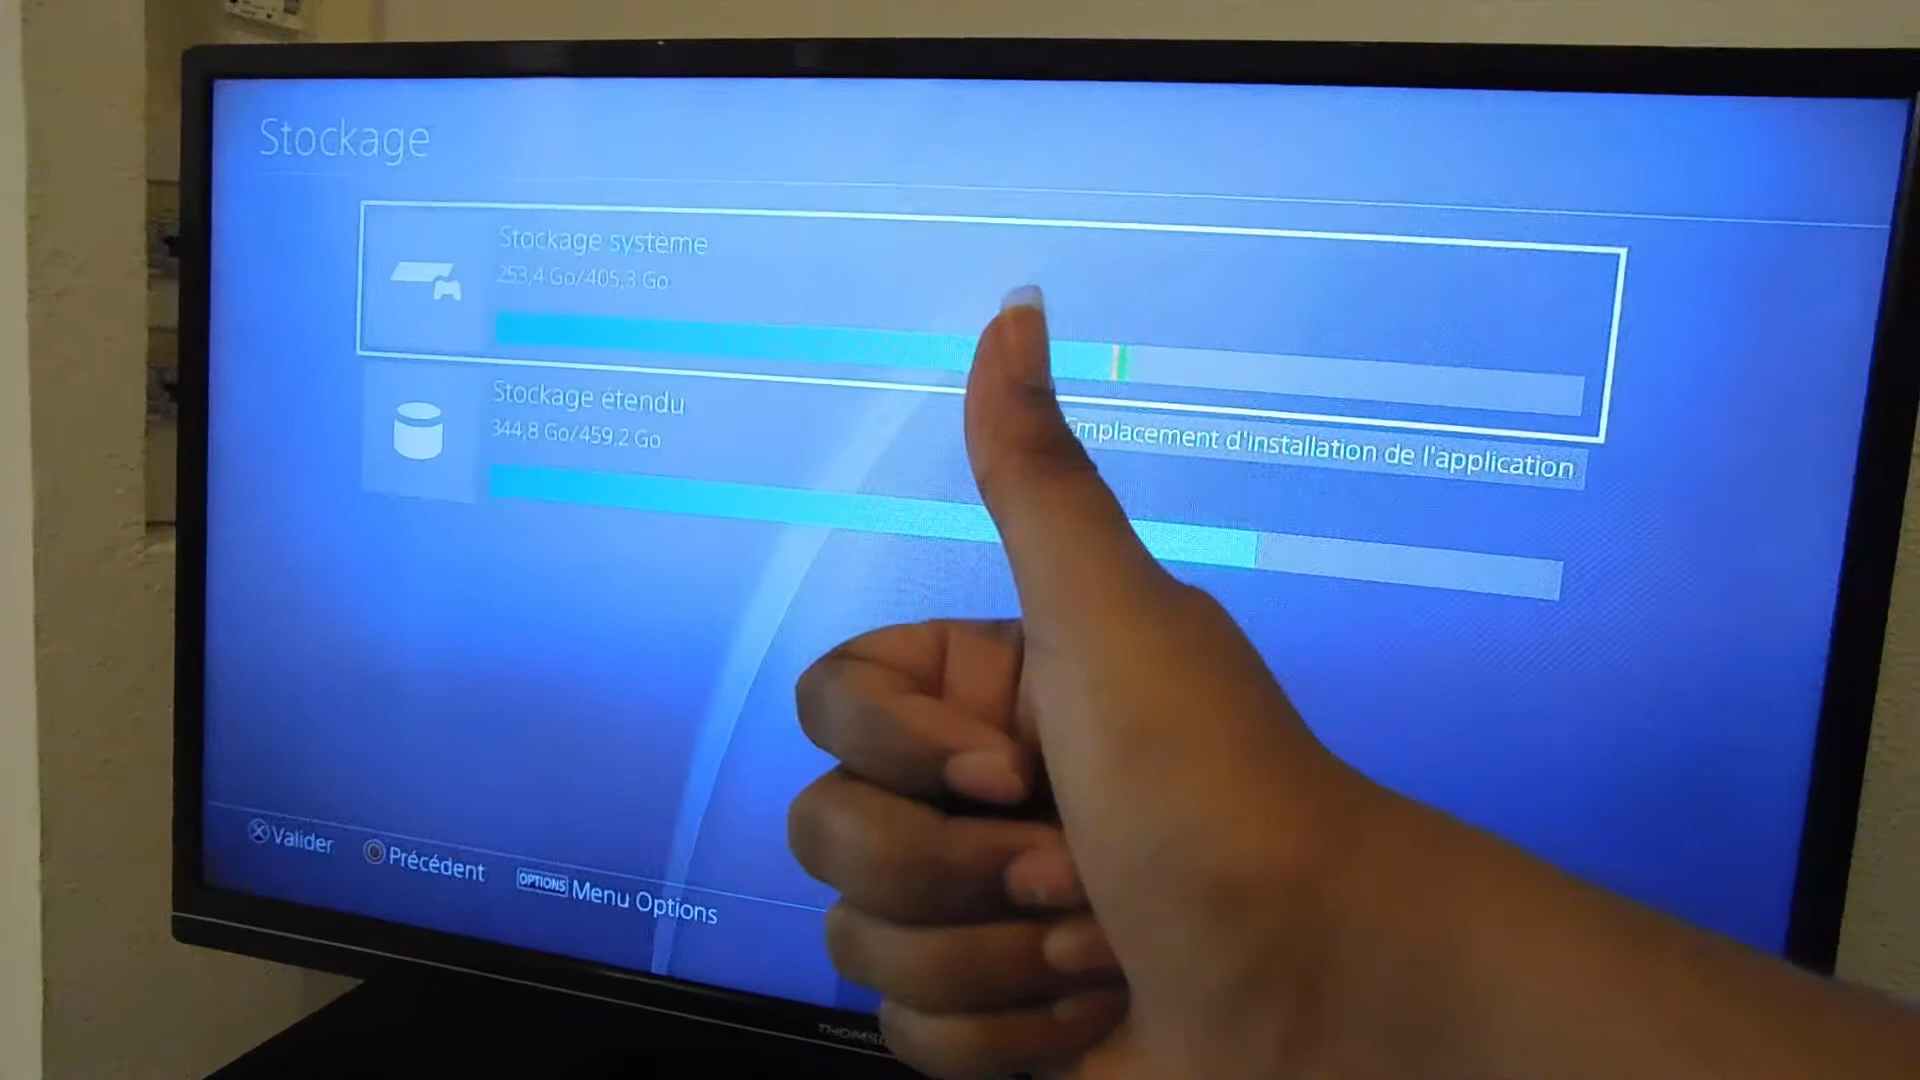 Stockage
Stockage système
253,4 Go/405,3 Go
Stockage étendu
344,8 Go/459,2 Go
Emplacement d'installation de l'application
Valider
Précédent
OPTIONS Menu Options